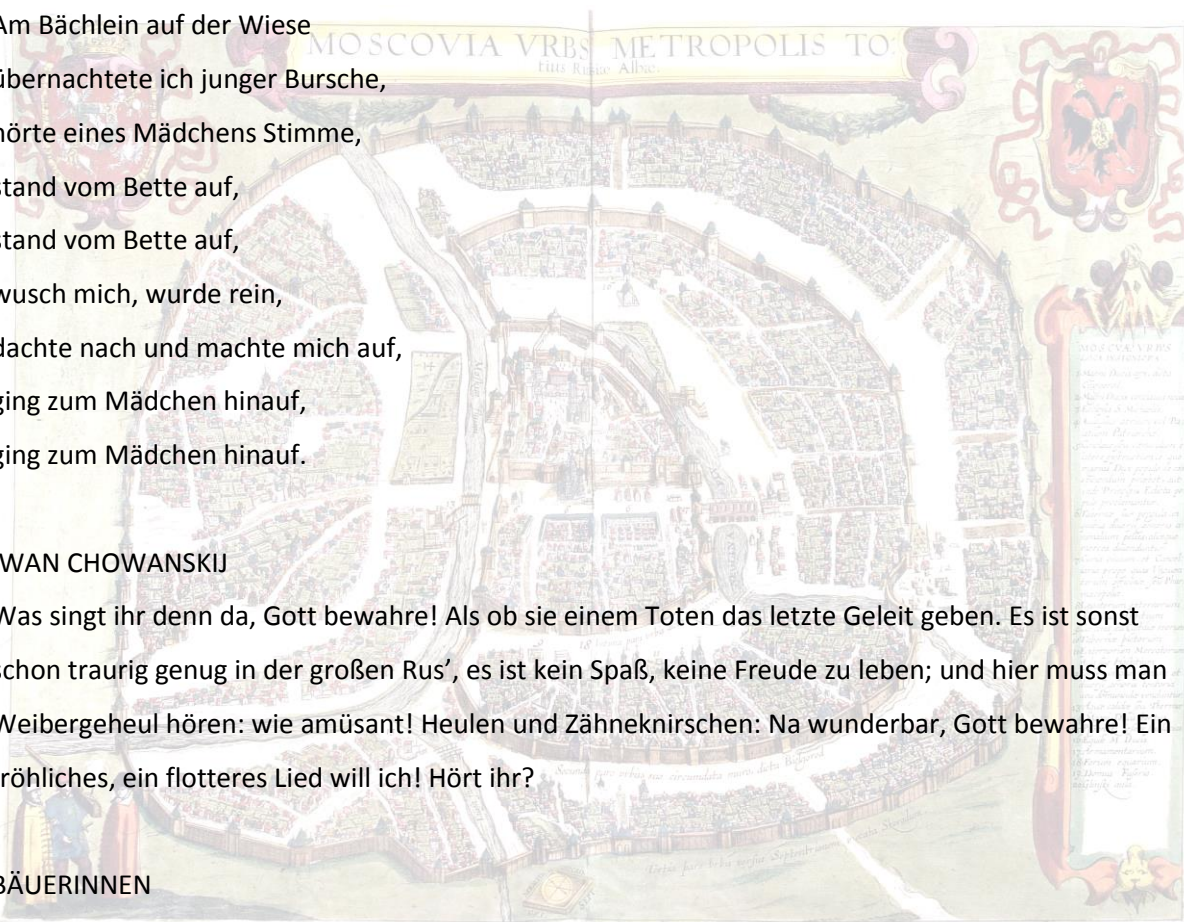 Am Bächlein auf der Wiese
MOSCOVIA VRBS METROPOLIS TO
tius Russiæ Albæ.
übernachtete ich junger Bursche,
hörte eines Mädchens Stimme,
stand vom Bette auf,
stand vom Bette auf,
wusch mich, wurde rein,
dachte nach und machte mich auf,
ging zum Mädchen hinauf,
ging zum Mädchen hinauf.
WAN CHOWANSKIJ
Was singt ihr denn da, Gott bewahre! Als ob sie einem Toten das letzte Geleit geben. Es ist sonst
schon traurig genug in der großen Rus’, es ist kein Spaß, keine Freude zu leben; und hier muss man
Weibergeheul hören: wie amüsant! Heulen und Zähneknirschen: Na wunderbar, Gott bewahre! Ein
röhliches, ein flotteres Lied will ich! Hört ihr?
BÄUERINNEN